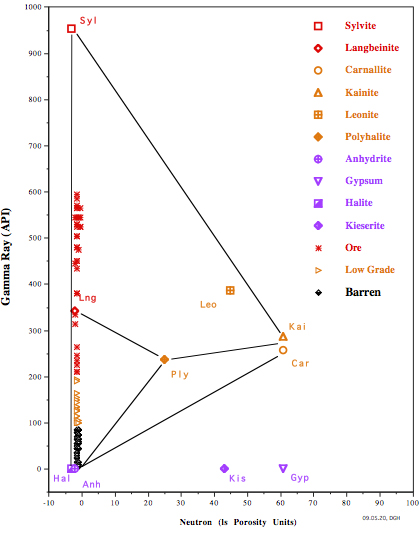 1000
900
800
700
600
500
400
300
200
100
0
-10 0 10 20 30 40 50 60 70 80 90 100
Gamma Ray (API)
Neutron (ls Porosity Units)
Syl
Lng
Leo
Kai
Car
Ply
Hal
Anh
Kis
Gyp
Sylvite
Langbeinite
Carnallite
Kainite
Leonite
Polyhalite
Anhydrite
Gypsum
Halite
Kieserite
Ore
Low Grade
Barren
09.05.20, DGH